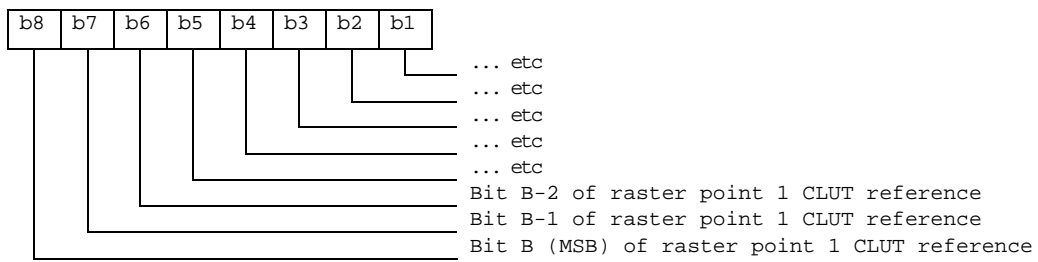 b8 b7 b6 b5 b4 b3 b2 b1
... etc
... etc
... etc
... etc
... etc
Bit B-2 of raster point 1 CLUT reference
Bit B-1 of raster point 1 CLUT reference
Bit B (MSB) of raster point 1 CLUT reference